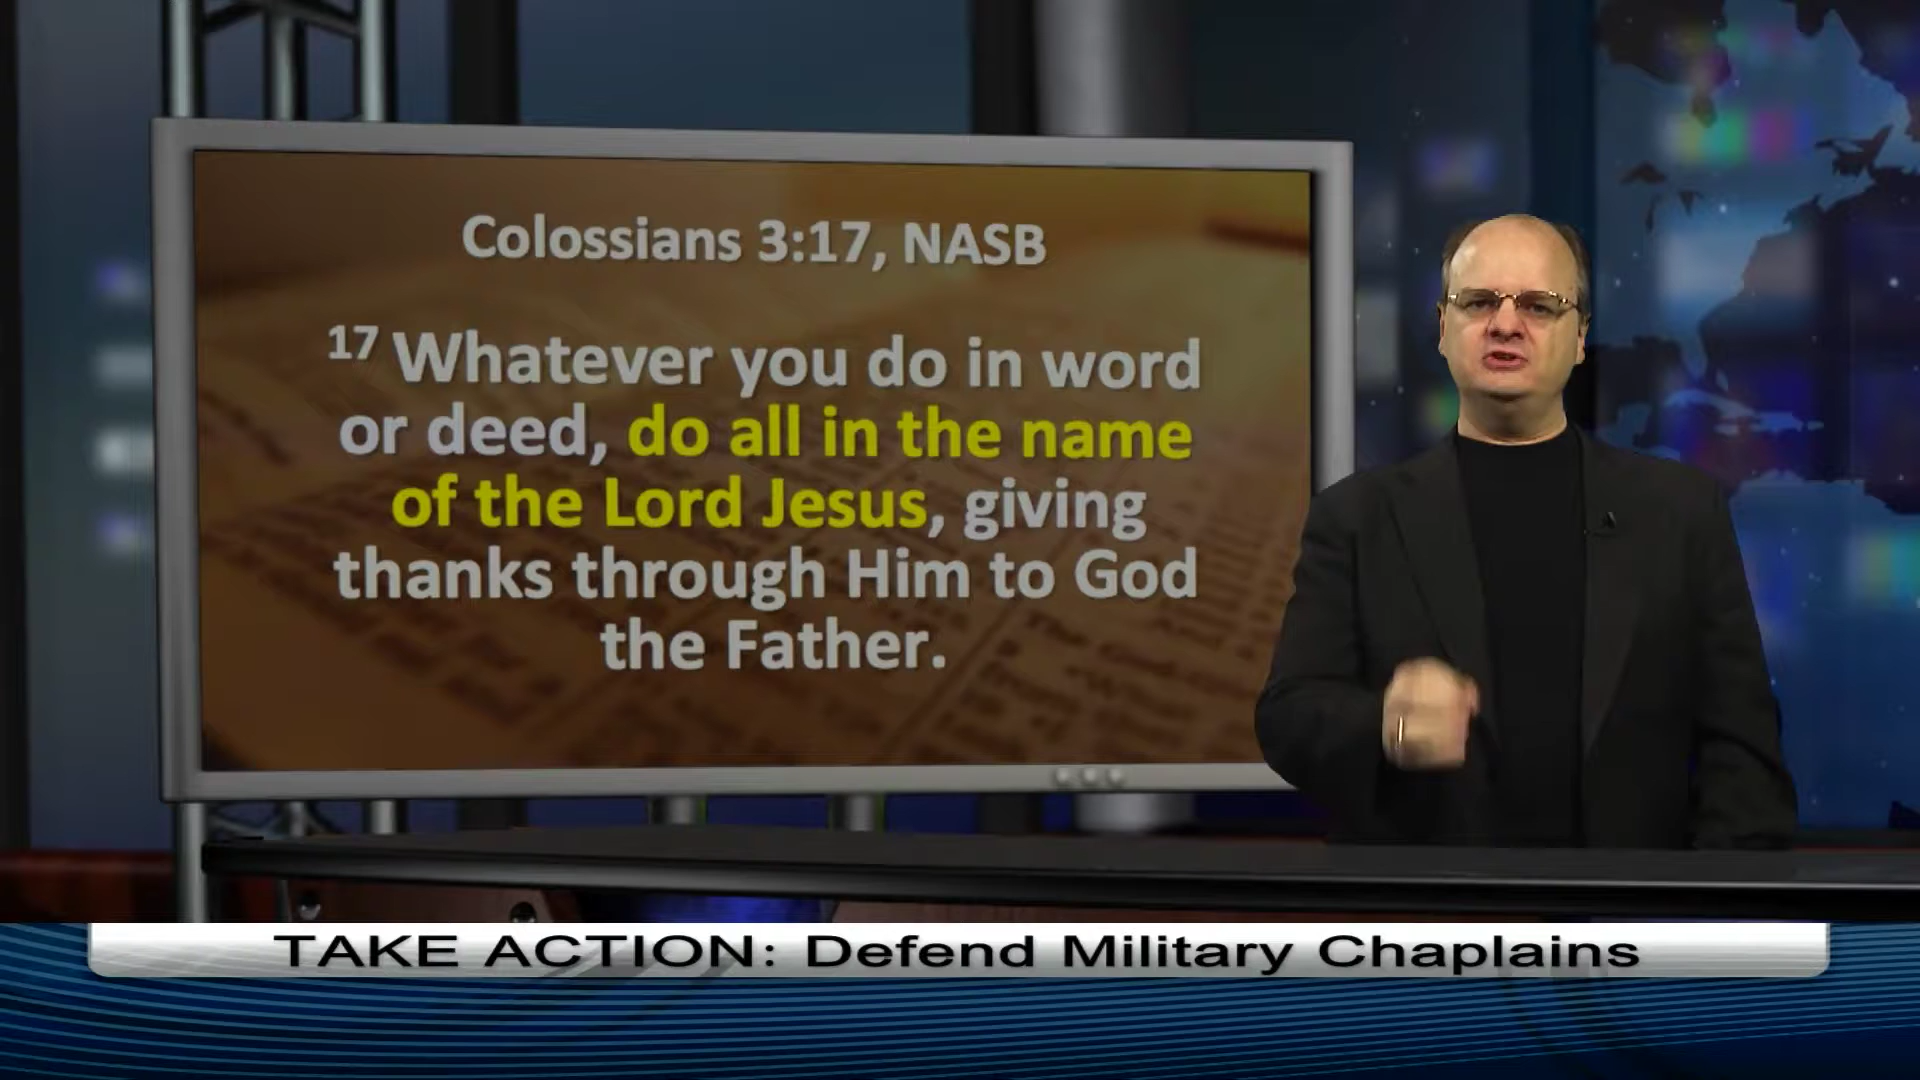 Colossians 3:17, NASB
17 Whatever you do in word
or deed, do all in the name
of the Lord Jesus, giving
thanks through Him to God
the Father.
TAKE ACTION: Defend Military Chaplains